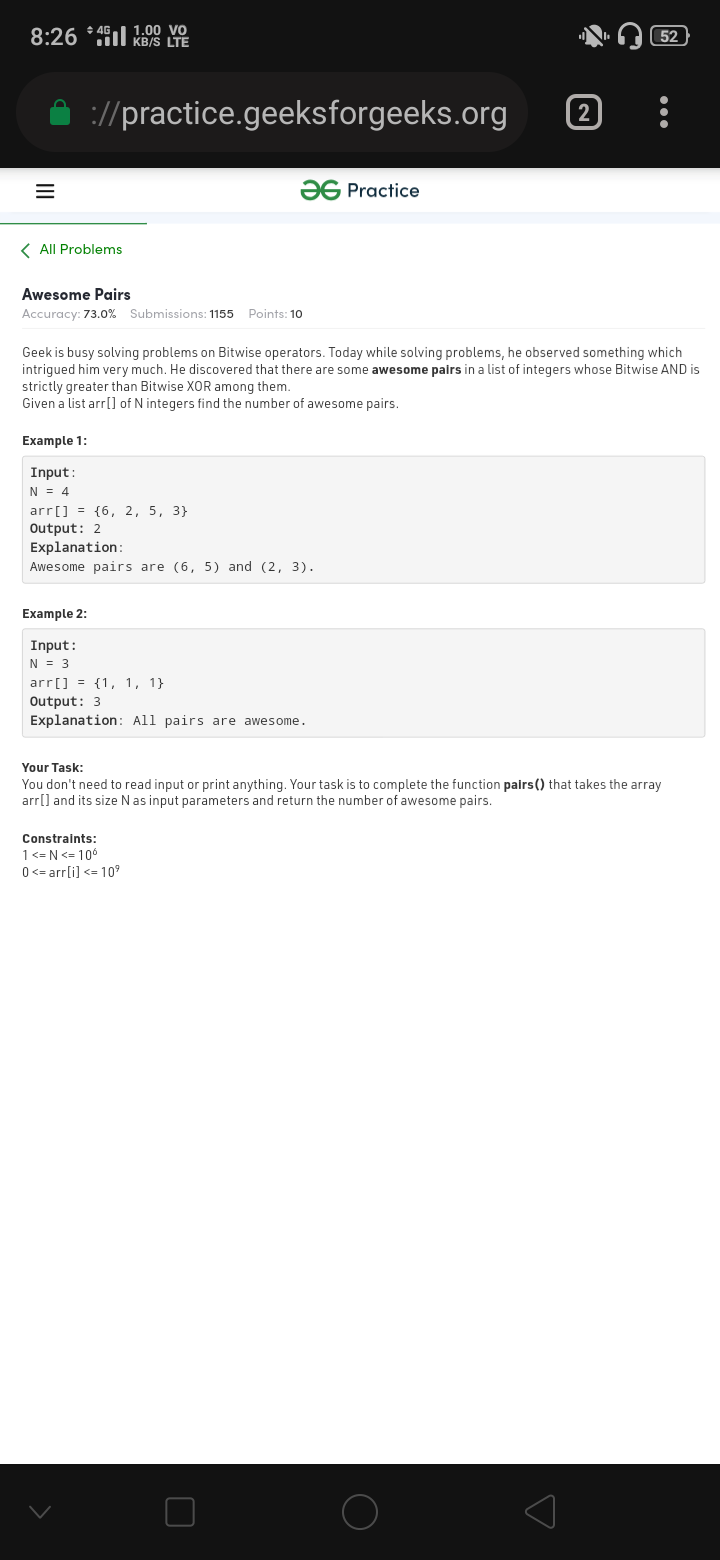 8:26 4G 1.00 KB/S VO LTE 52
://practice.geeksforgeeks.org 2
Practice
All Problems
Awesome Pairs
Accuracy: 73.0% Submissions: 1155 Points: 10
Geek is busy solving problems on Bitwise operators. Today while solving problems, he observed something which
intrigued him very much. He discovered that there are some awesome pairs in a list of integers whose Bitwise AND is
strictly greater than Bitwise XOR among them.
Given a list arr[] of N integers find the number of awesome pairs.
Example 1:
Input:
N = 4
arr[] = {6, 2, 5, 3}
Output: 2
Explanation:
Awesome pairs are (6, 5) and (2, 3).
Example 2:
Input:
N = 3
arr[] = {1, 1, 1}
Output: 3
Explanation: All pairs are awesome.
Your Task:
You don't need to read input or print anything. Your task is to complete the function pairs() that takes the array
arr[] and its size N as input parameters and return the number of awesome pairs.
Constraints:
1 <= N <= 10⁶
0 <= arr[i] <= 10⁹